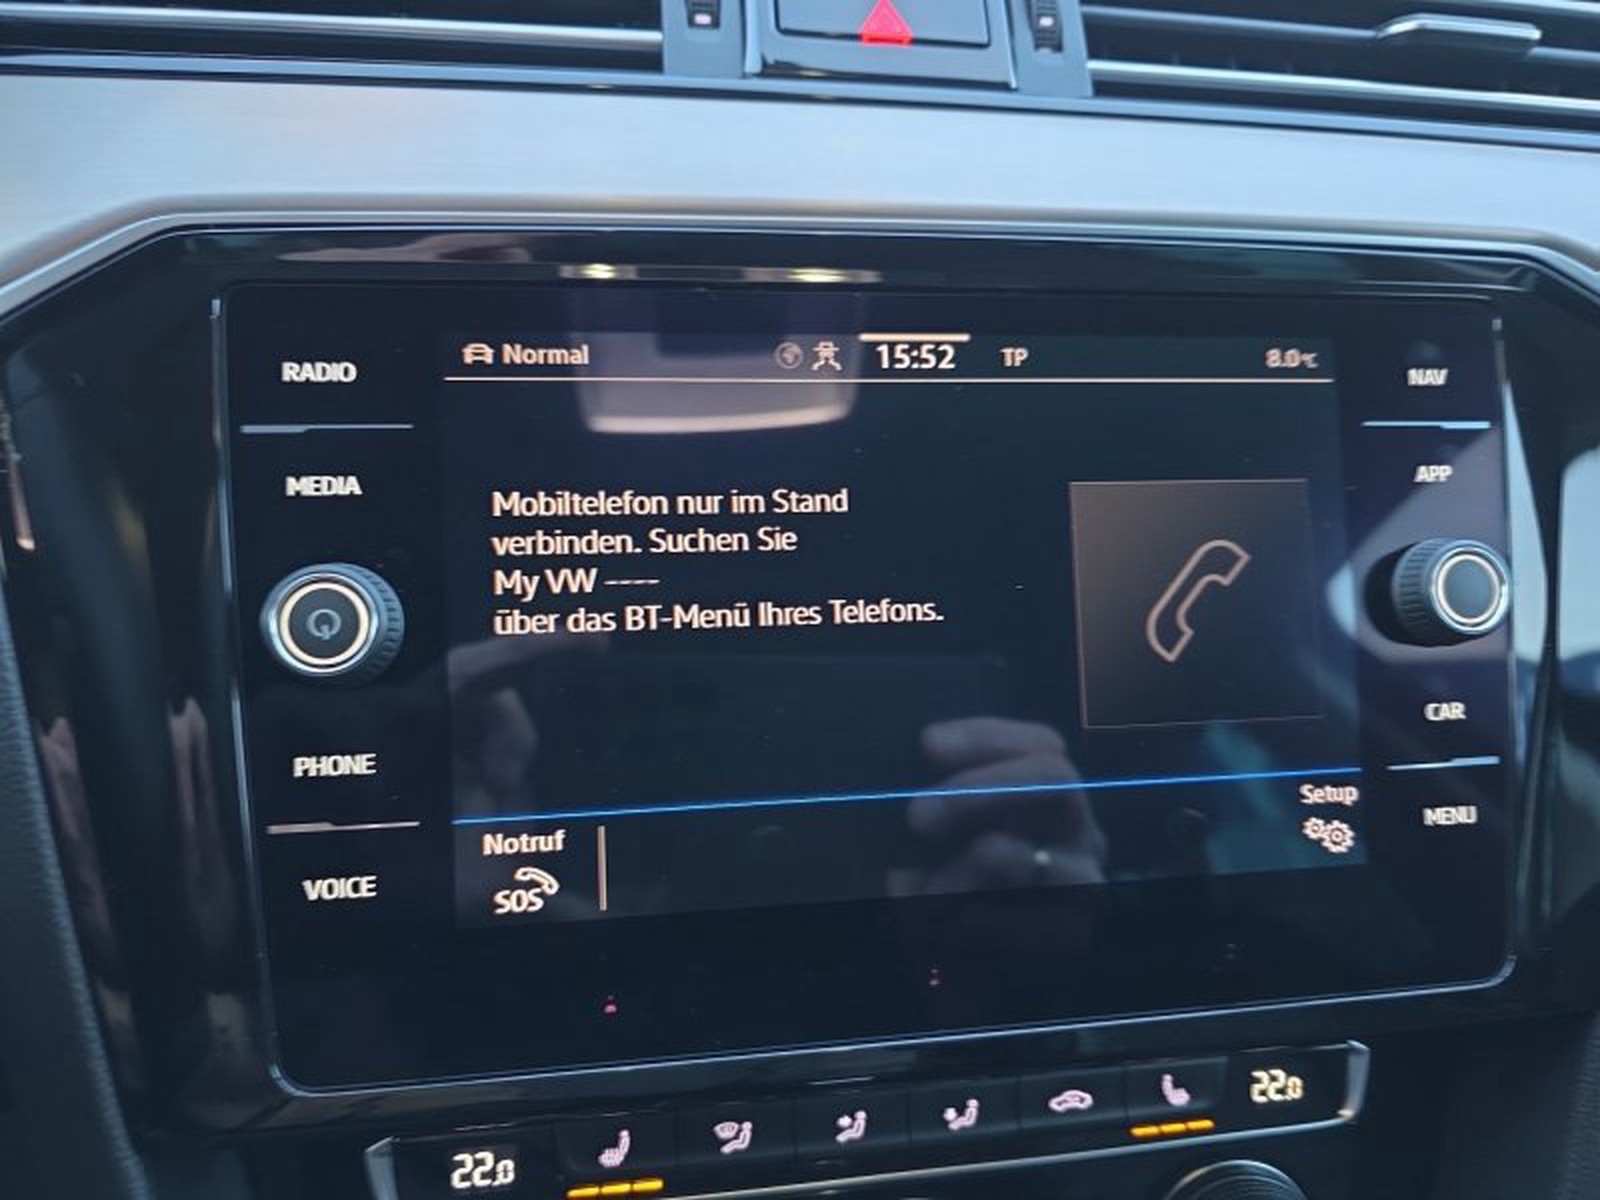 RADIO
MEDIA
PHONE
VOICE
Normal
15:52
TP
8.0°C
Mobiltelefon nur im Stand
verbinden. Suchen Sie
My VW ----
über das BT-Menü Ihres Telefons.
Notruf
SOS
Setup
NAV
APP
CAR
MENU
22.0
22.0